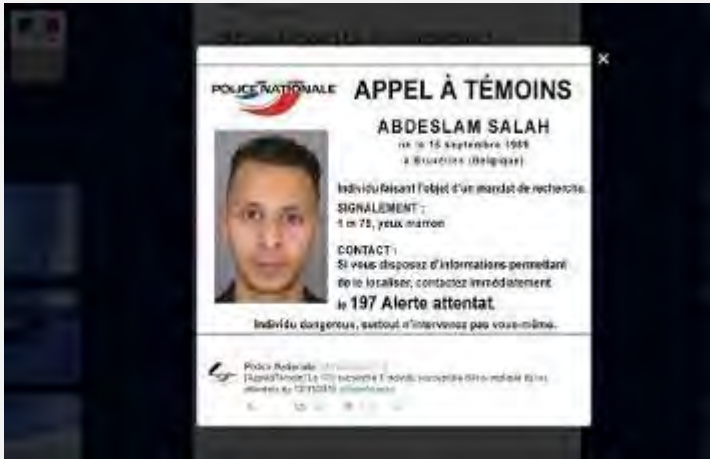 POLICE NATIONALE
APPEL À TÉMOINS
ABDESLAM SALAH
né le 15 septembre 1989
à Bruxelles (Belgique)
Individu faisant l'objet d'un mandat de recherche.
SIGNALEMENT :
1 m 75, yeux marron
CONTACT :
Si vous disposez d'informations permettant
de le localiser, contactez immédiatement
le 197 Alerte attentat.
Individu dangereux, surtout n'intervenez pas vous-même.
Police Nationale